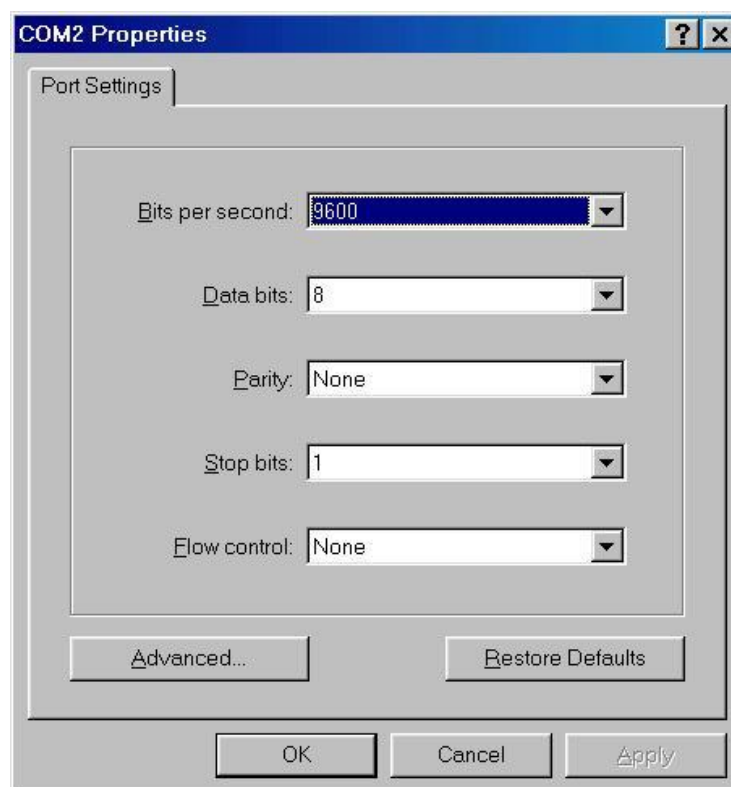 COM2 Properties
Port Settings
Bits per second: 9600
Data bits: 8
Parity: None
Stop bits: 1
Flow control: None
Advanced... Restore Defaults
OK Cancel Apply